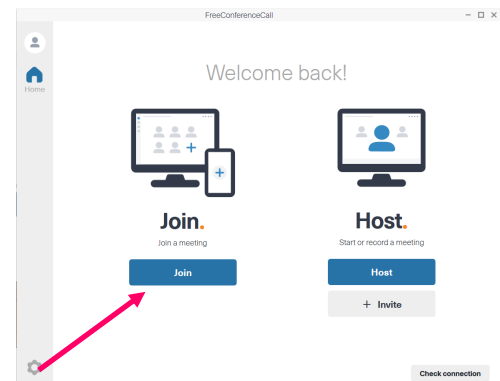 FreeConferenceCall
Home
Welcome back!
Join.
Join a meeting
Join
Host.
Start or record a meeting
Host
+ Invite
Check connection